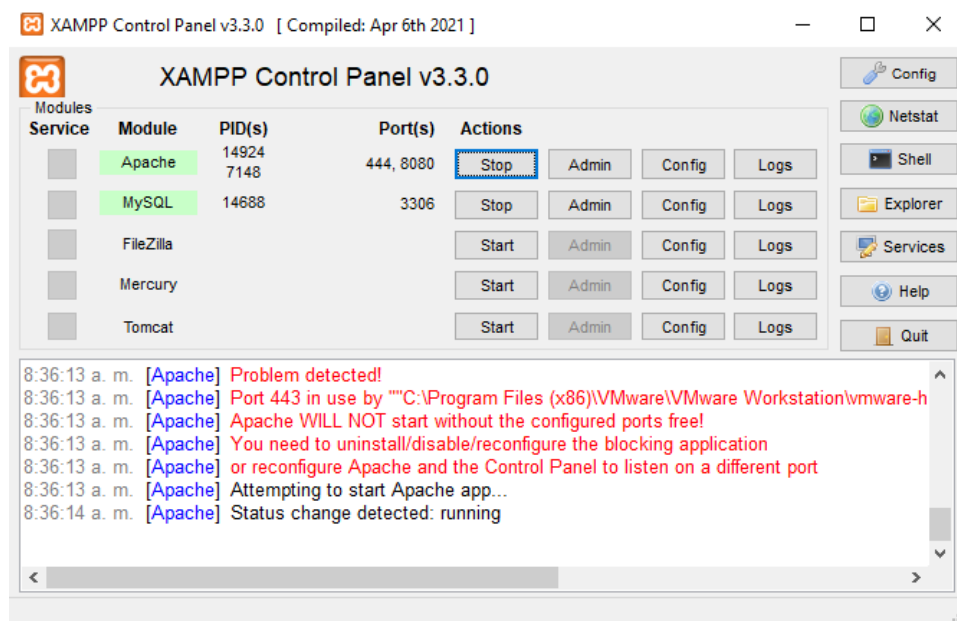 XAMPP Control Panel v3.3.0 [ Compiled: Apr 6th 2021 ]
XAMPP Control Panel v3.3.0
Config
Modules
Netstat
Service Module PID(s) Port(s) Actions
Apache 14924 7148 444, 8080 Stop Admin Config Logs
Shell
MySQL 14688 3306 Stop Admin Config Logs
Explorer
FileZilla Start Admin Config Logs
Services
Mercury Start Admin Config Logs
Help
Tomcat Start Admin Config Logs
Quit
8:36:13 a. m. [Apache] Problem detected!
8:36:13 a. m. [Apache] Port 443 in use by ""C:\Program Files (x86)\VMware\VMware Workstation\vmware-h
8:36:13 a. m. [Apache] Apache WILL NOT start without the configured ports free!
8:36:13 a. m. [Apache] You need to uninstall/disable/reconfigure the blocking application
8:36:13 a. m. [Apache] or reconfigure Apache and the Control Panel to listen on a different port
8:36:13 a. m. [Apache] Attempting to start Apache app...
8:36:14 a. m. [Apache] Status change detected: running